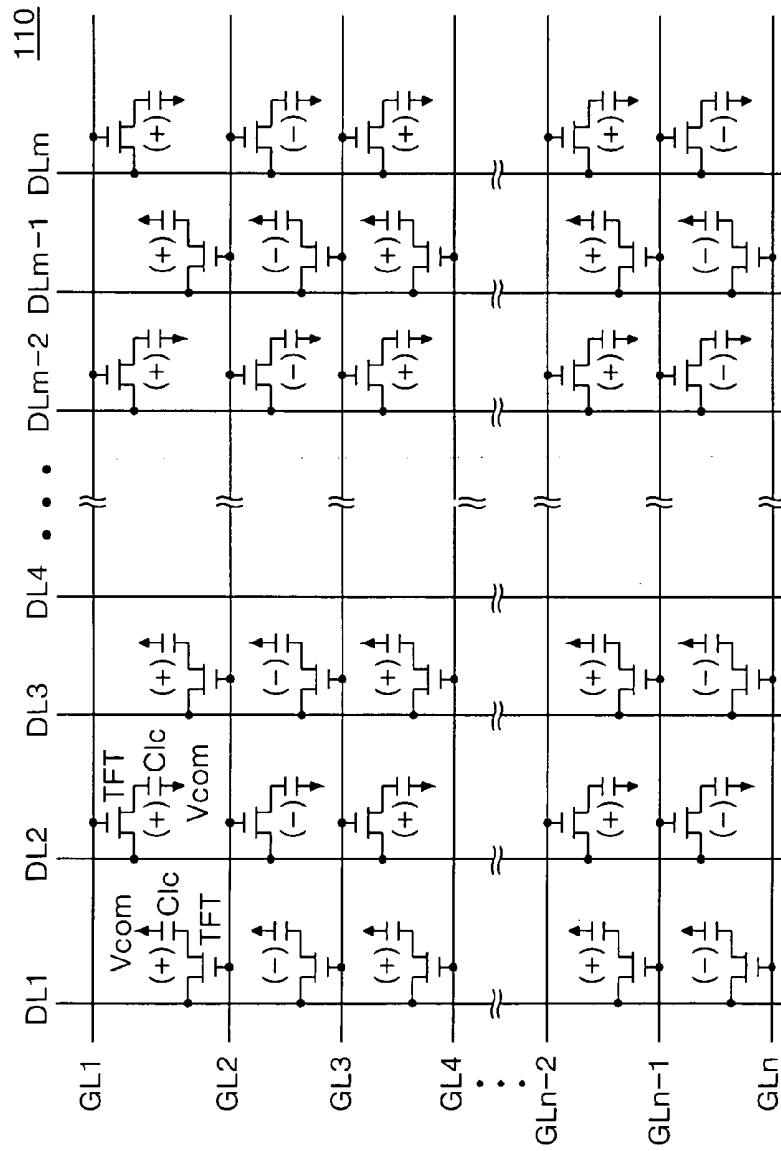 110
DL1 DL2 DL3 DL4 • • • DLm-2 DLm-1 DLm
GL1
Vcom Clc TFT
TFT Clc Vcom
(+) (+) (+) (+) (+) (+)
GL2
(-) (-) (-) (-) (-) (-)
GL3
(+) (+) (+) (+) (+) (+)
GL4
• • •
GLn-2
(+) (+) (+) (+) (+) (+)
GLn-1
(-) (-) (-) (-) (-) (-)
GLn